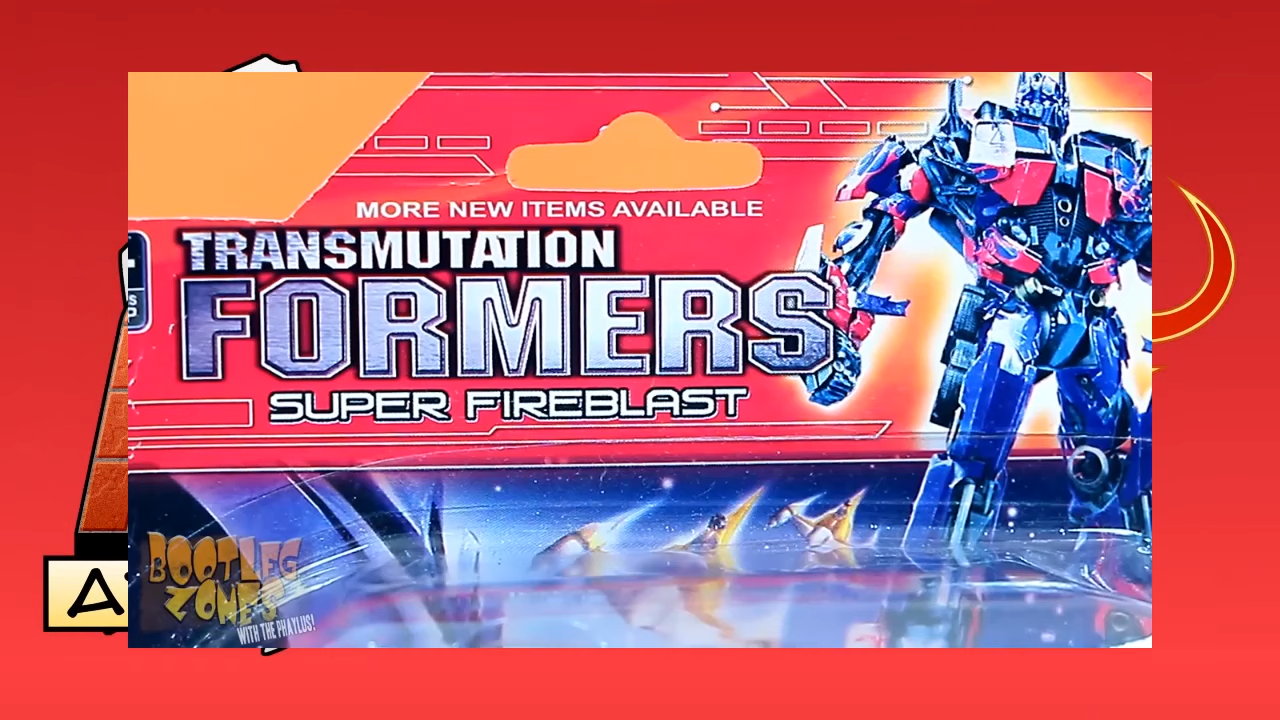 MORE NEW ITEMS AVAILABLE
TRANSMUTATION
FORMERS
SUPER FIREBLAST
BOOTLEG
ZONES
WITH THE PHAYLUS!
A